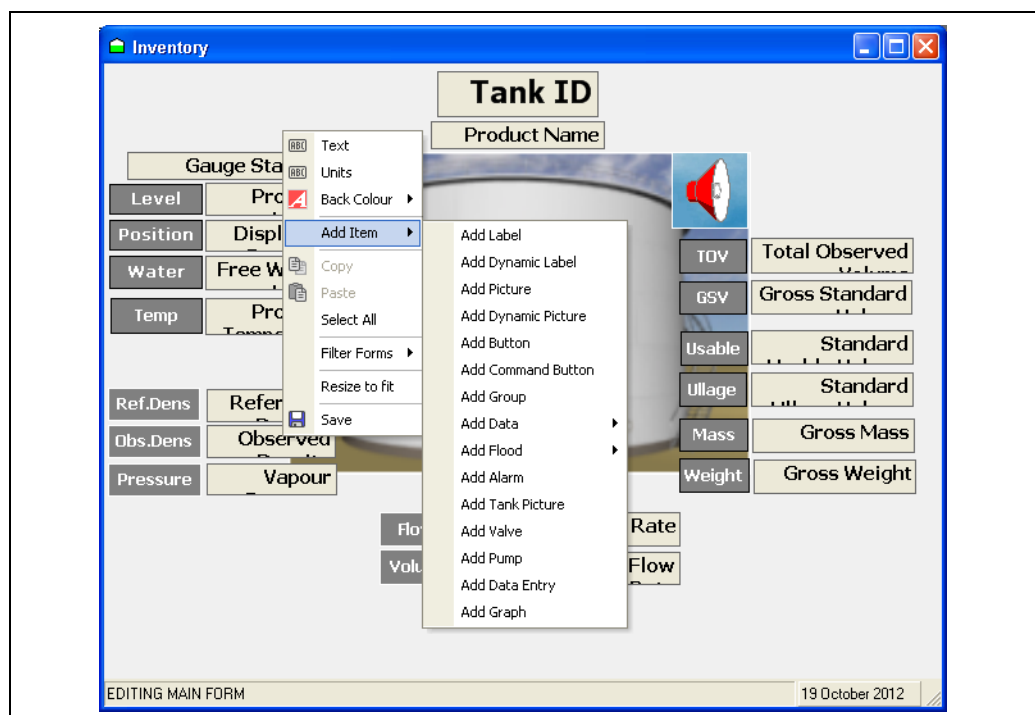 Inventory
Tank ID
Product Name
Gauge Sta
Level
Position
Displ
Water
Free W
Temp
Ref.Dens
Refer
Obs.Dens
Observed
Pressure
Vapour
ABC Text
ABC Units
Back Colour
Add Item
Copy
Paste
Select All
Filter Forms
Resize to fit
Save
Add Label
Add Dynamic Label
Add Picture
Add Dynamic Picture
Add Button
Add Command Button
Add Group
Add Data
Add Flood
Add Alarm
Add Tank Picture
Add Valve
Add Pump
Add Data Entry
Add Graph
TOV
Total Observed
GSV
Gross Standard
Usable
Standard
Ullage
Standard
Mass
Gross Mass
Weight
Gross Weight
Flo
Rate
Volu
Flow
EDITING MAIN FORM
19 October 2012